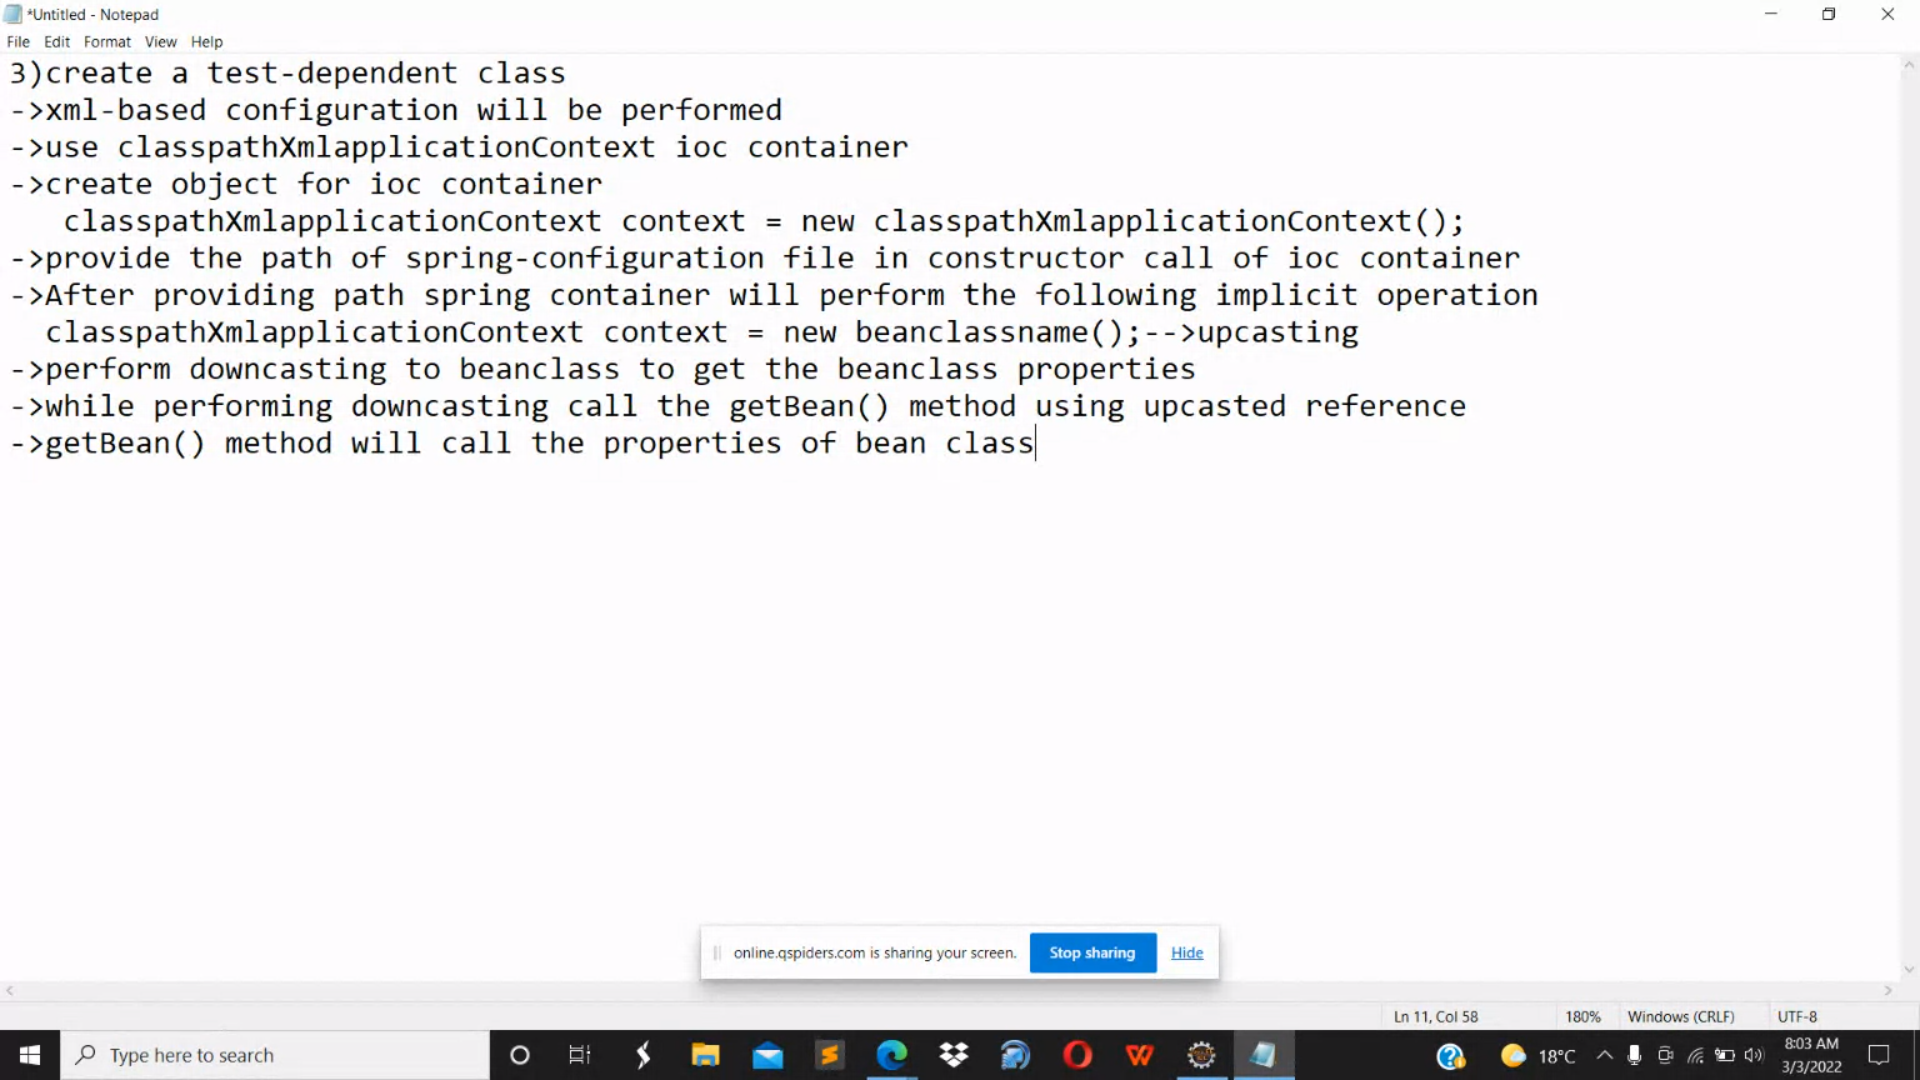 *Untitled - Notepad
File Edit Format View Help
3)create a test-dependent class
->xml-based configuration will be performed
->use classpathXmlapplicationContext ioc container
->create object for ioc container
classpathXmlapplicationContext context = new classpathXmlapplicationContext();
->provide the path of spring-configuration file in constructor call of ioc container
->After providing path spring container will perform the following implicit operation
classpathXmlapplicationContext context = new beanclassname();-->upcasting
->perform downcasting to beanclass to get the beanclass properties
->while performing downcasting call the getBean() method using upcasted reference
->getBean() method will call the properties of bean class
online.qspiders.com is sharing your screen. Stop sharing Hide
Ln 11, Col 58 180% Windows (CRLF) UTF-8
Type here to search 18°C 8:03 AM
3/3/2022